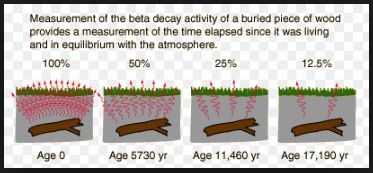 Measurement of the beta decay activity of a buried piece of wood
provides a measurement of the time elapsed since it was living
and in equilibrium with the atmosphere.
100% 50% 25% 12.5%
Age 0 Age 5730 yr Age 11,460 yr Age 17,190 yr